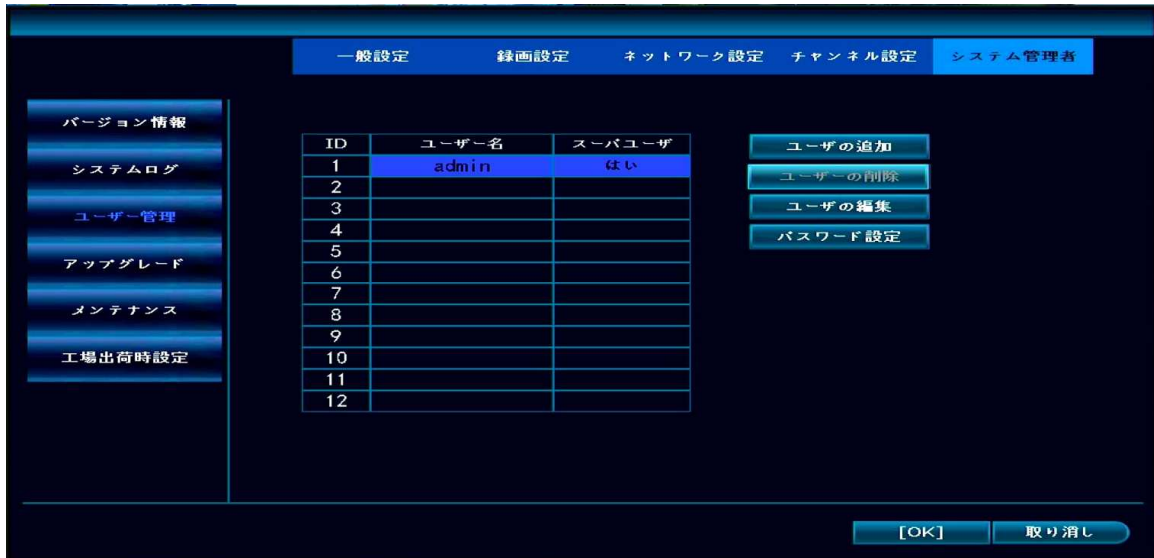 一般設定 録画設定 ネットワーク設定 チャンネル設定 システム管理者
バージョン情報
システムログ
ユーザー管理
アップグレード
メンテナンス
工場出荷時設定
ID ユーザー名 スーパユーザ
1 admin はい
2
3
4
5
6
7
8
9
10
11
12
ユーザの追加
ユーザーの削除
ユーザの編集
パスワード設定
[OK] 取り消し